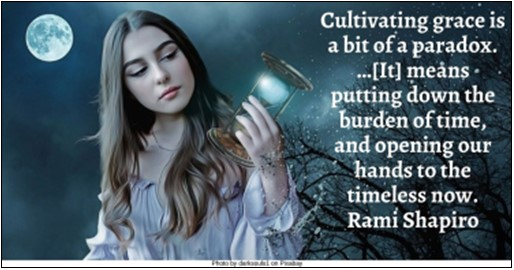 Cultivating grace is
a bit of a paradox.
...[It] means
putting down the
burden of time,
and opening our
hands to the
timeless now.
Rami Shapiro
Photo by darksouls1 on Pixabay